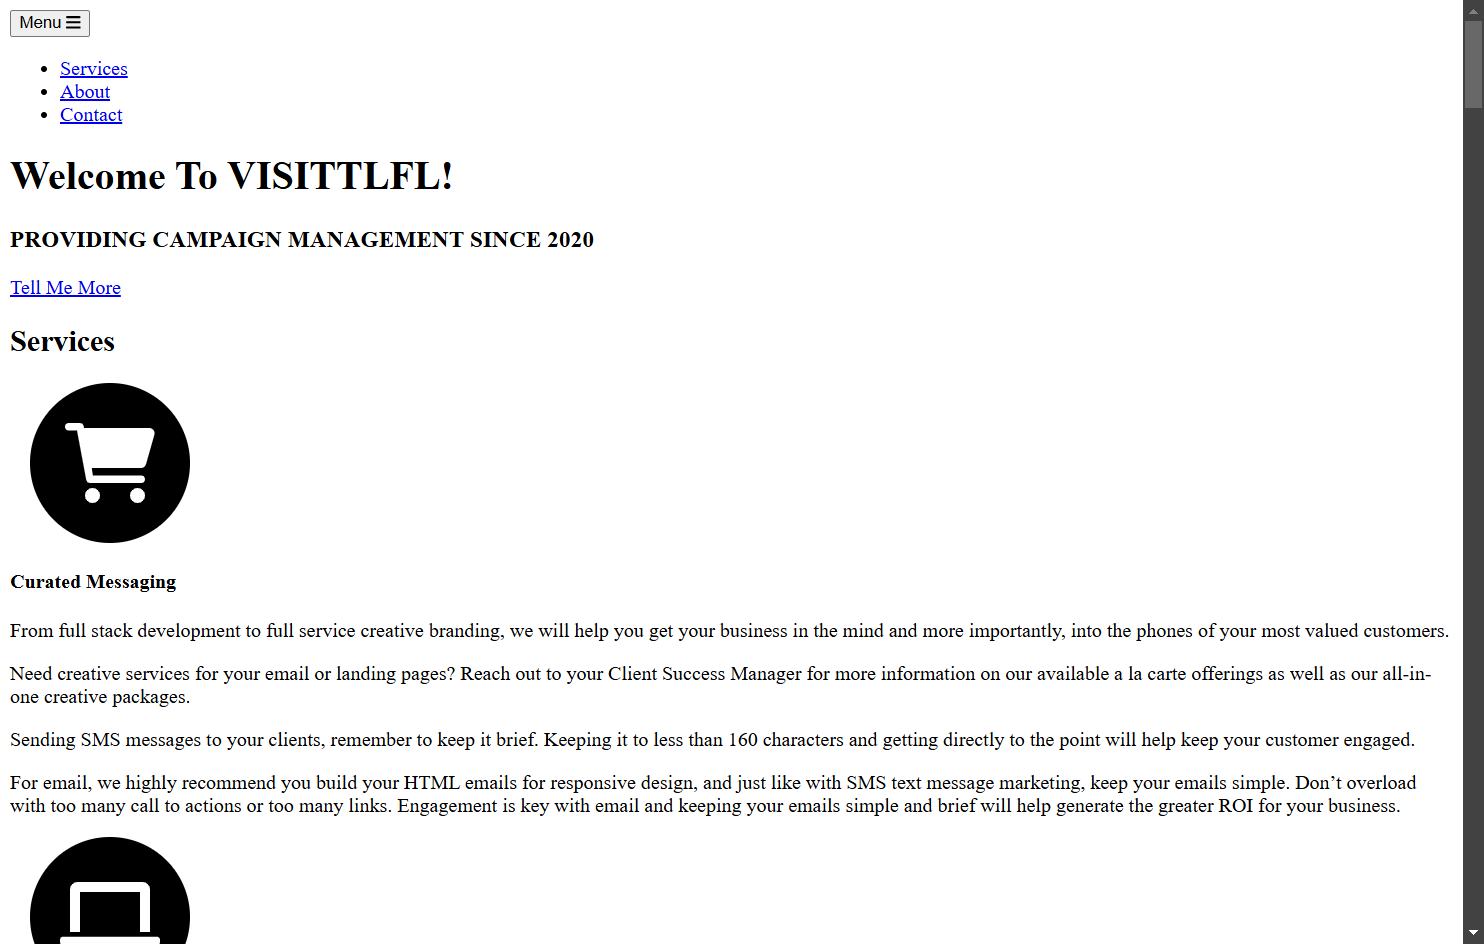 Menu
Services
About
Contact
Welcome To VISITTLFL!
PROVIDING CAMPAIGN MANAGEMENT SINCE 2020
Tell Me More
Services
Curated Messaging
From full stack development to full service creative branding, we will help you get your business in the mind and more importantly, into the phones of your most valued customers.
Need creative services for your email or landing pages? Reach out to your Client Success Manager for more information on our available a la carte offerings as well as our all-in-
one creative packages.
Sending SMS messages to your clients, remember to keep it brief. Keeping it to less than 160 characters and getting directly to the point will help keep your customer engaged.
For email, we highly recommend you build your HTML emails for responsive design, and just like with SMS text message marketing, keep your emails simple. Don’t overload
with too many call to actions or too many links. Engagement is key with email and keeping your emails simple and brief will help generate the greater ROI for your business.